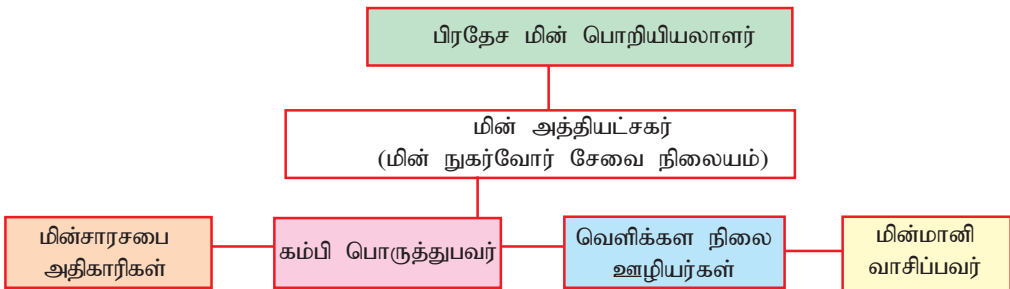 பிரதேச மின் பொறியியலாளர்
மின் அத்தியட்சகர்
(மின் நுகர்வோர் சேவை நிலையம்)
மின்சாரசபை
அதிகாரிகள்
கம்பி பொருத்துபவர்
வெளிக்கள நிலை
ஊழியர்கள்
மின்மானி
வாசிப்பவர்